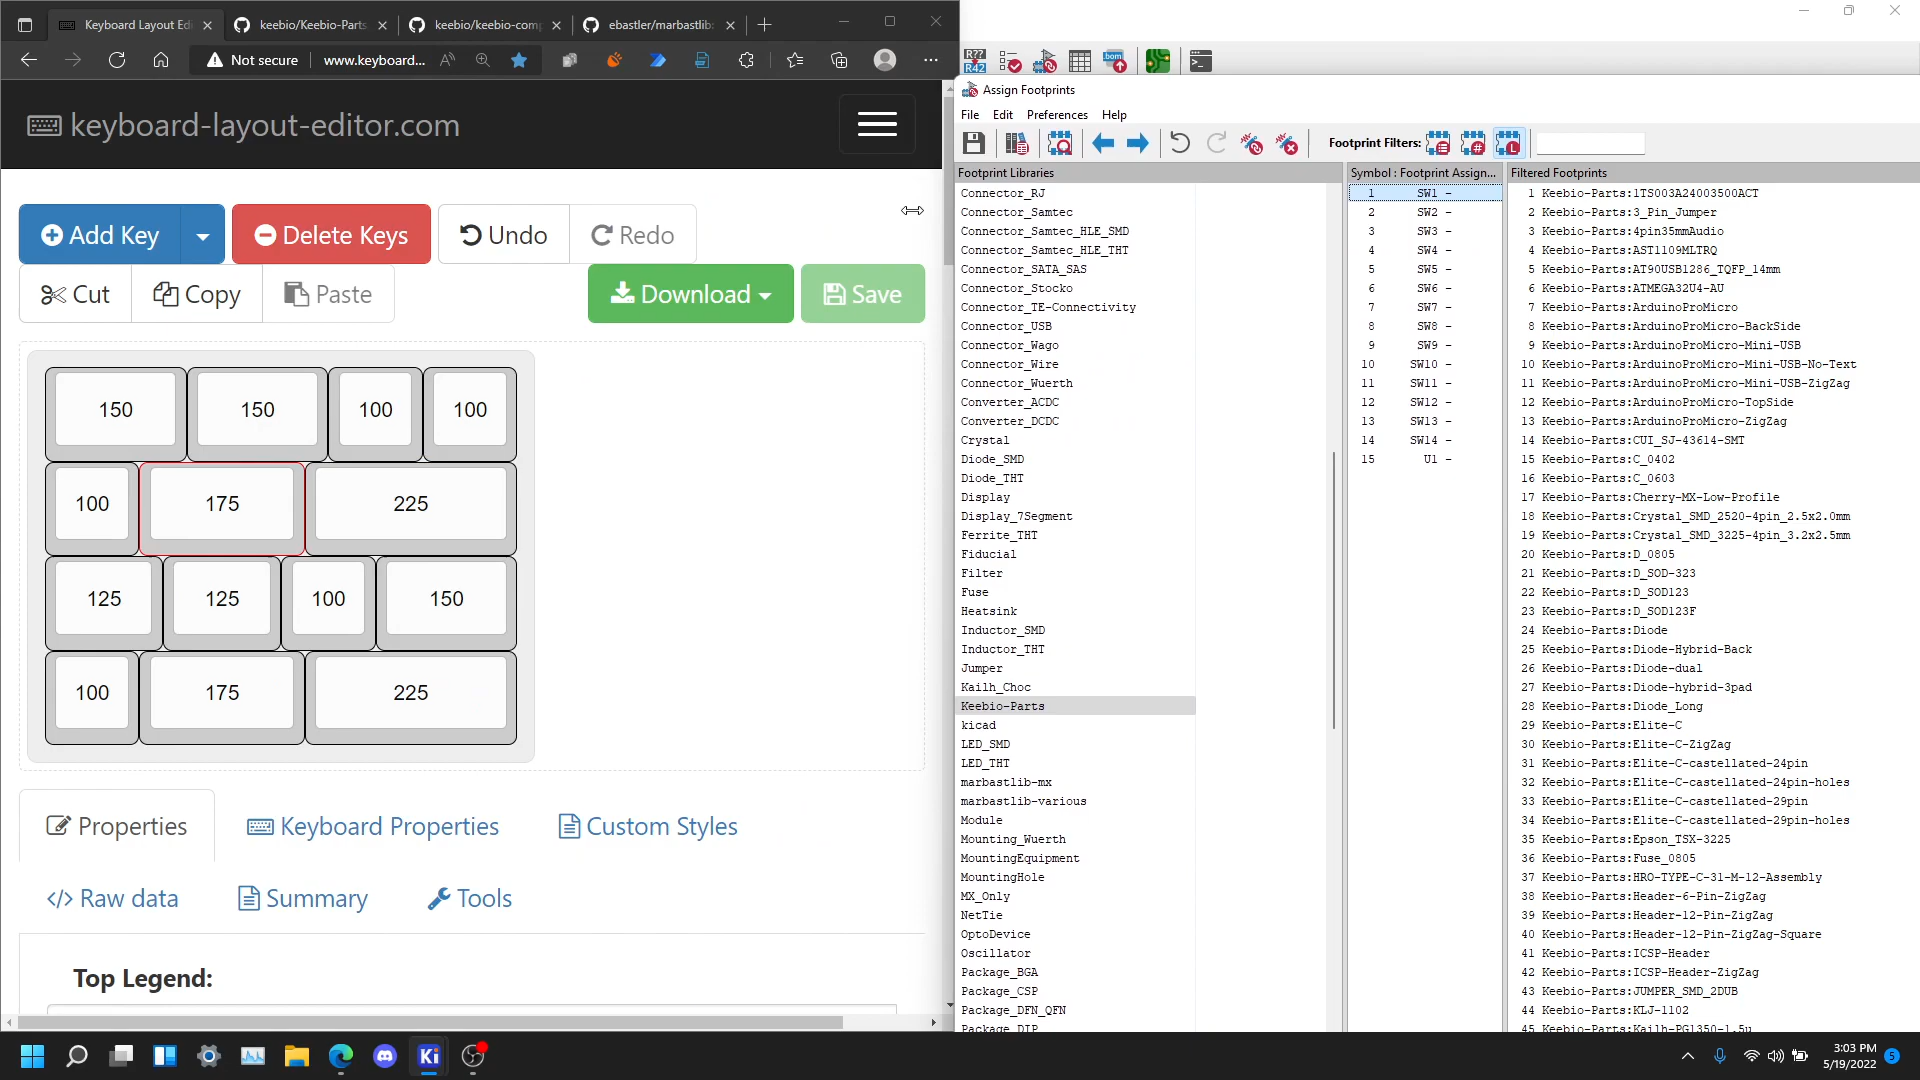 Keyboard Layout Edi
keebio/Keebio-Parts
keebio/keebio-comp
ebastler/marbastlib:
Not secure
www.keyboard...
keyboard-layout-editor.com
Add Key
Delete Keys
Undo
Redo
Cut
Copy
Paste
Download
Save
150
150
100
100
100
175
225
125
125
100
150
100
175
225
Properties
Keyboard Properties
Custom Styles
</> Raw data
Summary
Tools
Top Legend:
R??
R42
bom
Assign Footprints
File
Edit
Preferences
Help
Footprint Filters:
Footprint Libraries
Connector_RJ
Connector_Samtec
Connector_Samtec_HLE_SMD
Connector_Samtec_HLE_THT
Connector_SATA_SAS
Connector_Stocko
Connector_TE-Connectivity
Connector_USB
Connector_Wago
Connector_Wire
Connector_Wuerth
Converter_ACDC
Converter_DCDC
Crystal
Diode_SMD
Diode_THT
Display
Display_7Segment
Ferrite_THT
Fiducial
Filter
Fuse
Heatsink
Inductor_SMD
Inductor_THT
Jumper
Kailh_Choc
Keebio-Parts
kicad
LED_SMD
LED_THT
marbastlib-mx
marbastlib-various
Module
Mounting_Wuerth
MountingEquipment
MountingHole
MX_Only
NetTie
OptoDevice
Oscillator
Package_BGA
Package_CSP
Package_DFN_QFN
Package_DIP
Symbol : Footprint Assign...
1 SW1 -
2 SW2 -
3 SW3 -
4 SW4 -
5 SW5 -
6 SW6 -
7 SW7 -
8 SW8 -
9 SW9 -
10 SW10 -
11 SW11 -
12 SW12 -
13 SW13 -
14 SW14 -
15 U1 -
Filtered Footprints
1 Keebio-Parts:1TS003A24003500ACT
2 Keebio-Parts:3_Pin_Jumper
3 Keebio-Parts:4pin35mmAudio
4 Keebio-Parts:AST1109MLTRQ
5 Keebio-Parts:AT90USB1286_TQFP_14mm
6 Keebio-Parts:ATMEGA32U4-AU
7 Keebio-Parts:ArduinoProMicro
8 Keebio-Parts:ArduinoProMicro-BackSide
9 Keebio-Parts:ArduinoProMicro-Mini-USB
10 Keebio-Parts:ArduinoProMicro-Mini-USB-No-Text
11 Keebio-Parts:ArduinoProMicro-Mini-USB-ZigZag
12 Keebio-Parts:ArduinoProMicro-TopSide
13 Keebio-Parts:ArduinoProMicro-ZigZag
14 Keebio-Parts:CUI_SJ-43614-SMT
15 Keebio-Parts:C_0402
16 Keebio-Parts:C_0603
17 Keebio-Parts:Cherry-MX-Low-Profile
18 Keebio-Parts:Crystal_SMD_2520-4pin_2.5x2.0mm
19 Keebio-Parts:Crystal_SMD_3225-4pin_3.2x2.5mm
20 Keebio-Parts:D_0805
21 Keebio-Parts:D_SOD-323
22 Keebio-Parts:D_SOD123
23 Keebio-Parts:D_SOD123F
24 Keebio-Parts:Diode
25 Keebio-Parts:Diode-Hybrid-Back
26 Keebio-Parts:Diode-dual
27 Keebio-Parts:Diode-hybrid-3pad
28 Keebio-Parts:Diode_Long
29 Keebio-Parts:Elite-C
30 Keebio-Parts:Elite-C-ZigZag
31 Keebio-Parts:Elite-C-castellated-24pin
32 Keebio-Parts:Elite-C-castellated-24pin-holes
33 Keebio-Parts:Elite-C-castellated-29pin
34 Keebio-Parts:Elite-C-castellated-29pin-holes
35 Keebio-Parts:Epson_TSX-3225
36 Keebio-Parts:Fuse_0805
37 Keebio-Parts:HRO-TYPE-C-31-M-12-Assembly
38 Keebio-Parts:Header-6-Pin-ZigZag
39 Keebio-Parts:Header-12-Pin-ZigZag
40 Keebio-Parts:Header-12-Pin-ZigZag-Square
41 Keebio-Parts:ICSP-Header
42 Keebio-Parts:ICSP-Header-ZigZag
43 Keebio-Parts:JUMPER_SMD_2DUB
44 Keebio-Parts:KLJ-1102
45 Keebio-Parts:Kailh-PG1350-1.5u
Ki
3:03 PM
5/19/2022
5